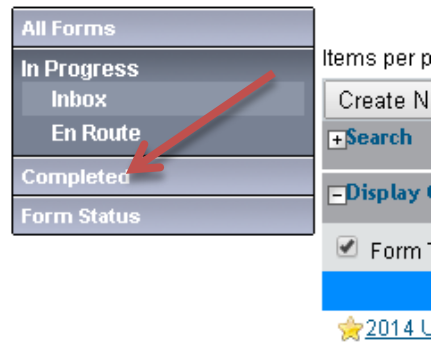 All Forms
In Progress
Inbox
En Route
Completed
Form Status
Items per p
Create N
Search
Display
Form
2014 U